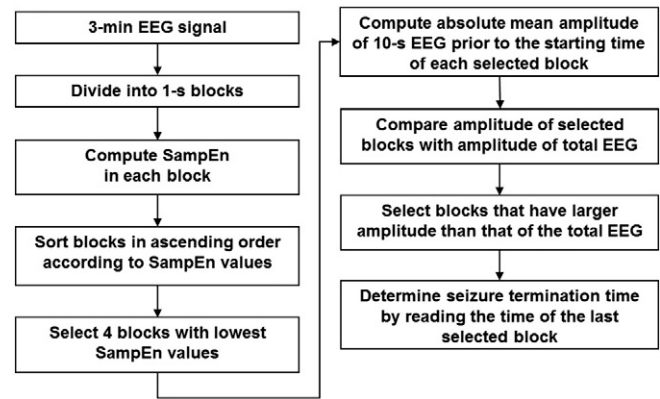 3-min EEG signal
Divide into 1-s blocks
Compute SampEn
in each block
Sort blocks in ascending order
according to SampEn values
Select 4 blocks with lowest
SampEn values
Compute absolute mean amplitude
of 10-s EEG prior to the starting time
of each selected block
Compare amplitude of selected
blocks with amplitude of total EEG
Select blocks that have larger
amplitude than that of the total EEG
Determine seizure termination time
by reading the time of the last
selected block